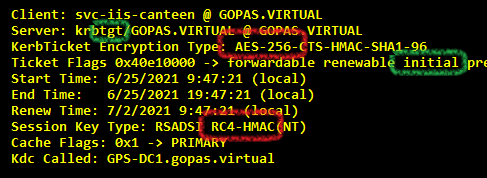 Client: svc-iis-canteen @ GOPAS.VIRTUAL
Server: krbtgt/GOPAS.VIRTUAL @ GOPAS.VIRTUAL
KerbTicket Encryption Type: AES-256-CTS-HMAC-SHA1-96
Ticket Flags 0x40e10000 -> forwardable renewable initial pre
Start Time: 6/25/2021 9:47:21 (local)
End Time:   6/25/2021 19:47:21 (local)
Renew Time: 7/2/2021 9:47:21 (local)
Session Key Type: RSADSI RC4-HMAC(NT)
Cache Flags: 0x1 -> PRIMARY
Kdc Called: GPS-DC1.gopas.virtual